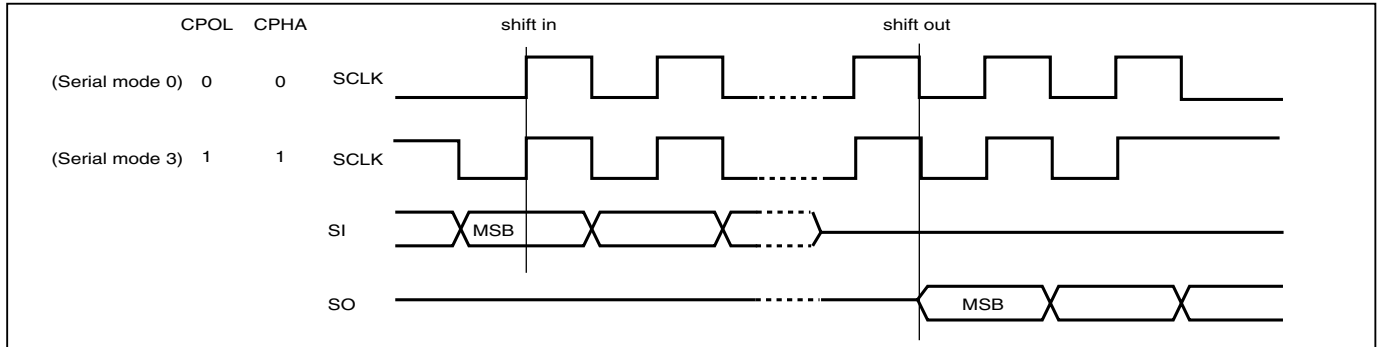 CPOL CPHA shift in shift out
(Serial mode 0) 0 0 SCLK
(Serial mode 3) 1 1 SCLK
SI MSB
SO MSB